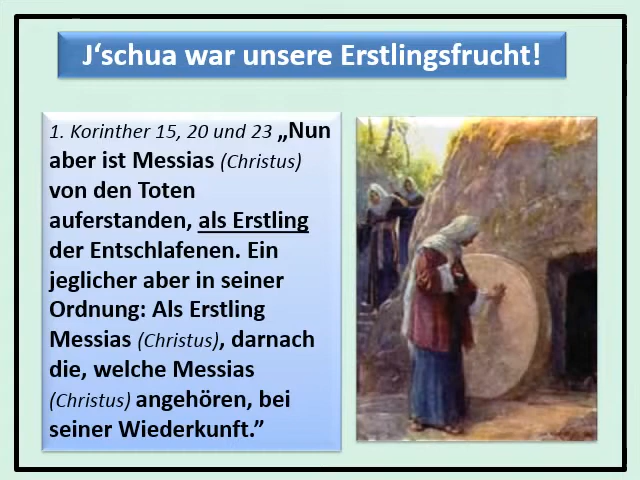 J‘schua war unsere Erstlingsfrucht!
1. Korinther 15, 20 und 23 „Nun
aber ist Messias (Christus)
von den Toten
auferstanden, als Erstling
der Entschlafenen. Ein
jeglicher aber in seiner
Ordnung: Als Erstling
Messias (Christus), darnach
die, welche Messias
(Christus) angehören, bei
seiner Wiederkunft.”